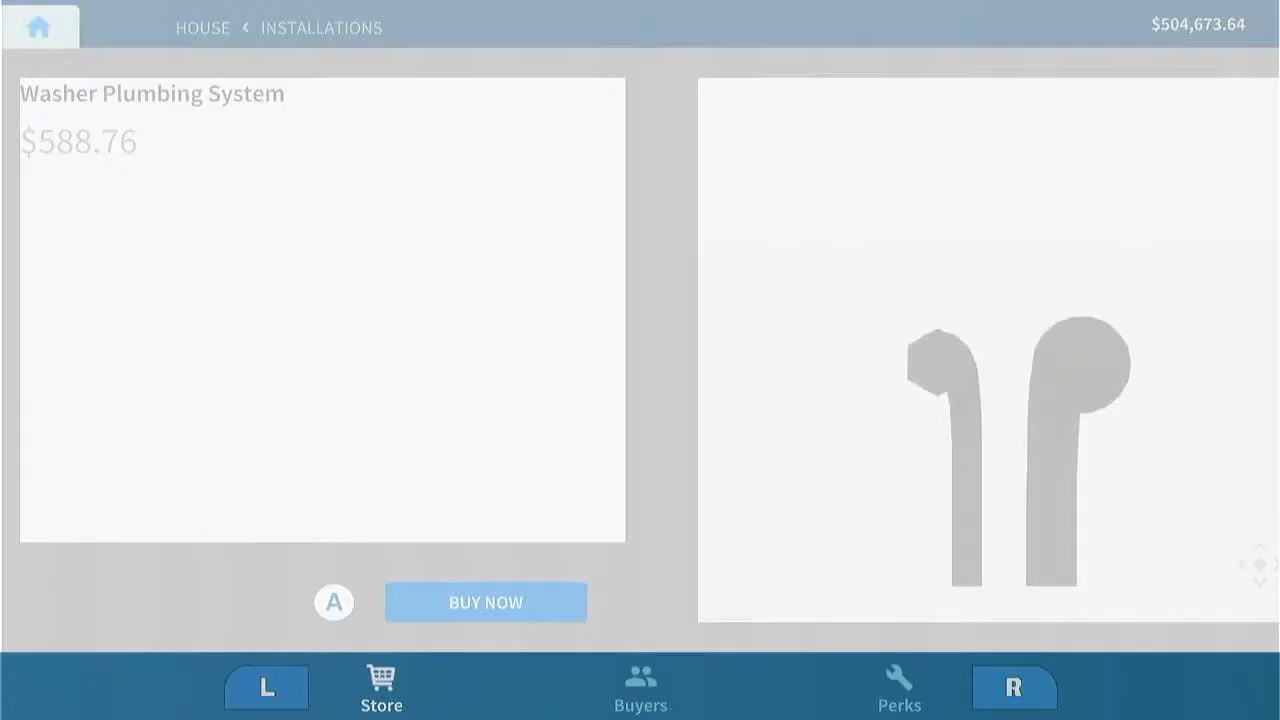 HOUSE < INSTALLATIONS
$504,673.64
Washer Plumbing System
$588.76
A
BUY NOW
L
Store
Buyers
Perks
R